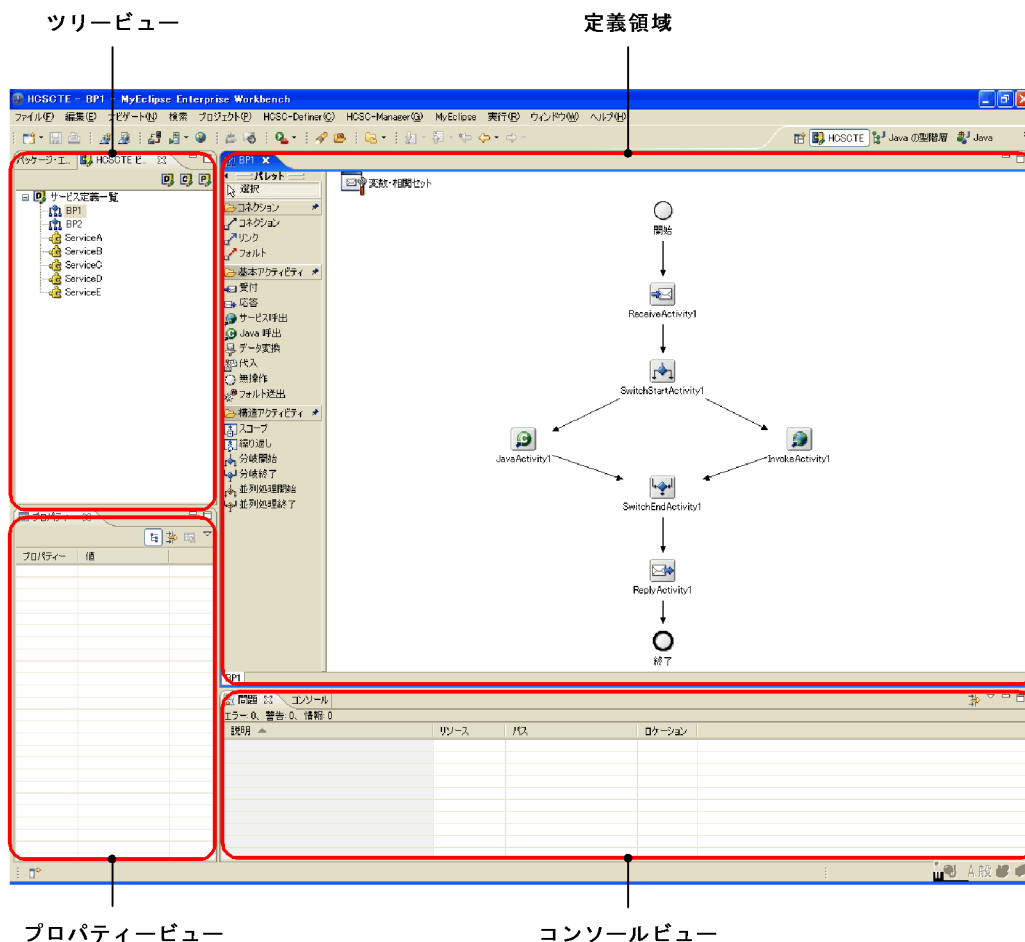 ツリービュー
定義領域
HCSCTE - BP1 - MyEclipse Enterprise Workbench
ファイル(F) 編集(E) ナビゲート(N) 検索 プロジェクト(P) HCSC-Definer(C) HCSC-Manager(G) MyEclipse 実行(R) ウィンドウ(W) ヘルプ(H)
HCSCTE Java の型階層 Java
パッケージ・エ.. HCSCTE ビ..
BP1
サービス定義一覧
BP1
BP2
ServiceA
ServiceB
ServiceC
ServiceD
ServiceE
パレット
選択
コネクション
コネクション
リンク
フォルト
基本アクティビティ
受付
応答
サービス呼出
Java 呼出
データ変換
代入
無操作
フォルト送出
構造アクティビティ
スコープ
繰り返し
分岐開始
分岐終了
並列処理開始
並列処理終了
変数・相関セット
開始
ReceiveActivity1
SwitchStartActivity1
JavaActivity1
InvokeActivity1
SwitchEndActivity1
ReplyActivity1
終了
BP1
プロパティー
プロパティー 値
問題 コンソール
エラー: 0、警告: 0、情報: 0
説明 リソース パス ロケーション
A 般
プロパティービュー
コンソールビュー